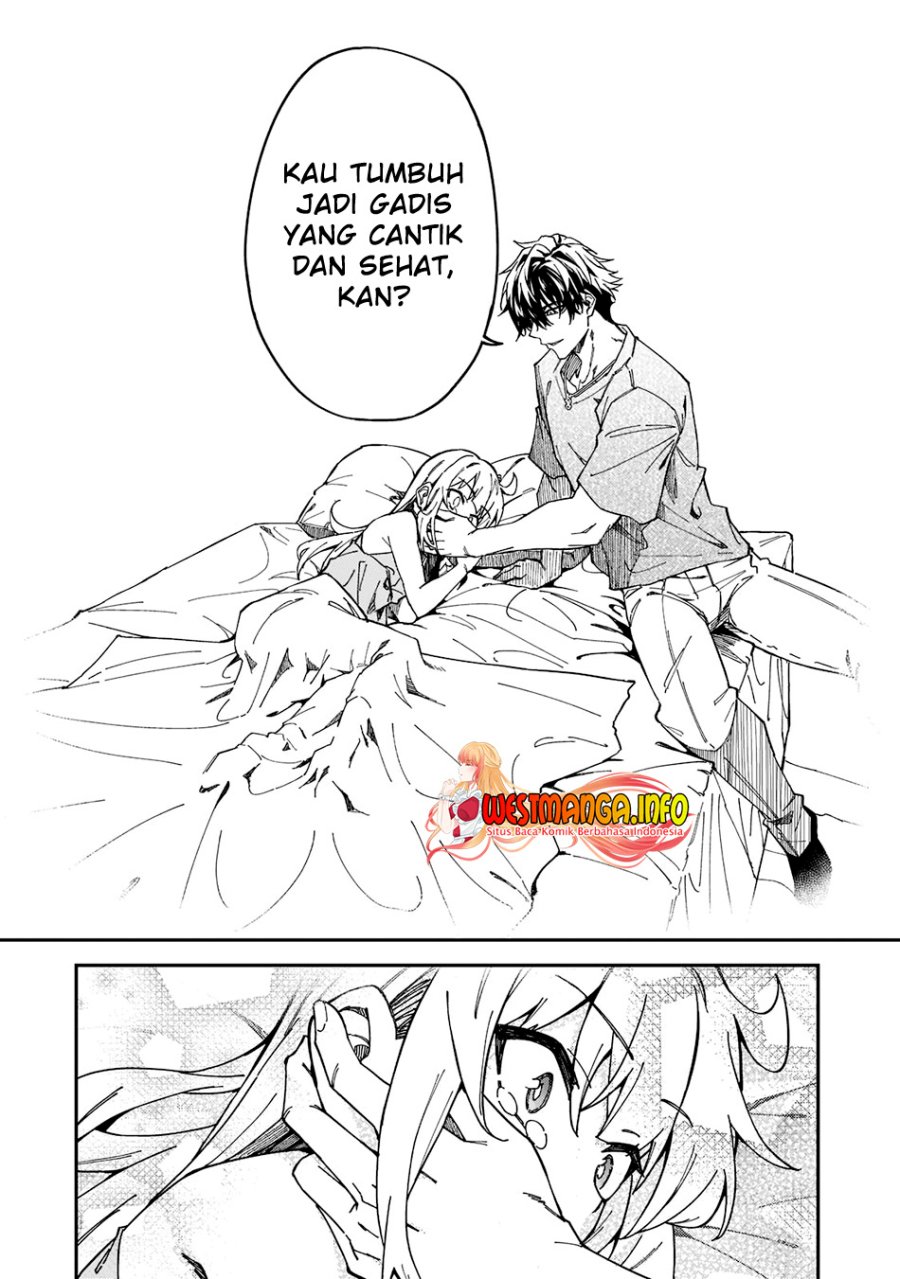 KAU TUMBUH
JADI GADIS
YANG CANTIK
DAN SEHAT,
KAN?
WESTMANGA.INFO
Situs Baca Komik Berbahasa Indonesia